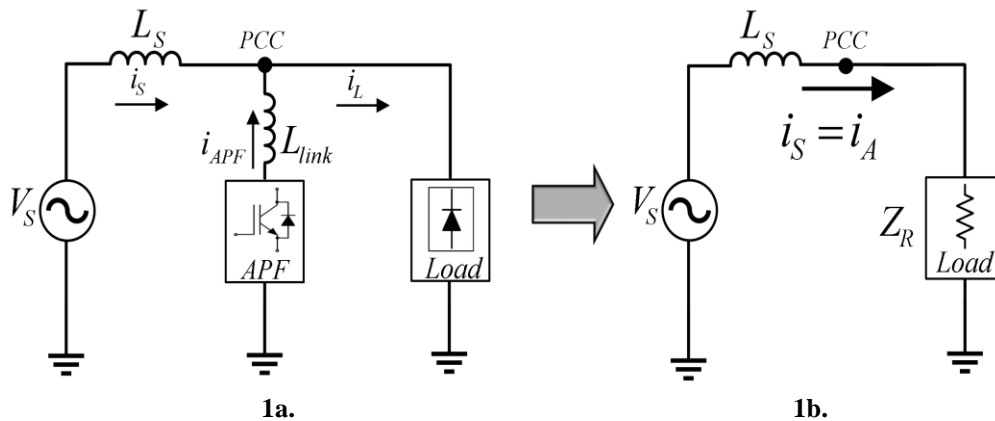 L_S
PCC
i_S
i_L
i_APF
L_link
V_S
APF
Load
1a.
L_S
PCC
i_S = i_A
V_S
Z_R
Load
1b.